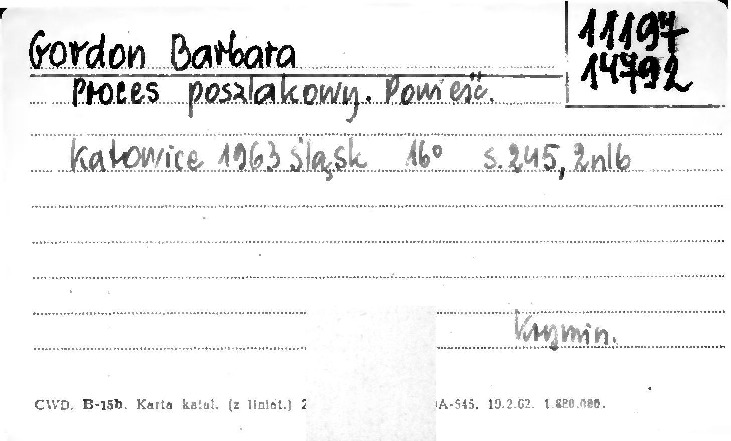 Gordon Barbara
11197
14792
Proces poszlakowy. Powieść.
Katowice 1963 Śląsk 16° s. 245, 2nlb
Krymin.
CWD. B-15b. Karta katal. (z liniat.) 2 A-545. 19.2.62. 1.880.000.